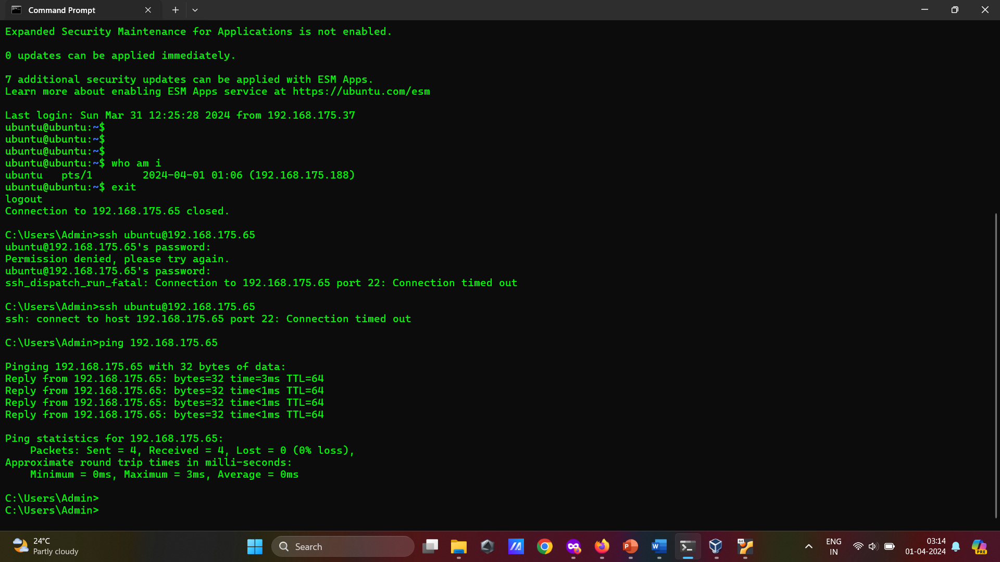 Command Prompt
Expanded Security Maintenance for Applications is not enabled.
0 updates can be applied immediately.
7 additional security updates can be applied with ESM Apps.
Learn more about enabling ESM Apps service at https://ubuntu.com/esm
Last login: Sun Mar 31 12:25:28 2024 from 192.168.175.37
ubuntu@ubuntu:~$
ubuntu@ubuntu:~$
ubuntu@ubuntu:~$
ubuntu@ubuntu:~$ who am i
ubuntu   pts/1        2024-04-01 01:06 (192.168.175.188)
ubuntu@ubuntu:~$ exit
logout
Connection to 192.168.175.65 closed.
C:\Users\Admin>ssh ubuntu@192.168.175.65
ubuntu@192.168.175.65's password:
Permission denied, please try again.
ubuntu@192.168.175.65's password:
ssh_dispatch_run_fatal: Connection to 192.168.175.65 port 22: Connection timed out
C:\Users\Admin>ssh ubuntu@192.168.175.65
ssh: connect to host 192.168.175.65 port 22: Connection timed out
C:\Users\Admin>ping 192.168.175.65
Pinging 192.168.175.65 with 32 bytes of data:
Reply from 192.168.175.65: bytes=32 time=3ms TTL=64
Reply from 192.168.175.65: bytes=32 time<1ms TTL=64
Reply from 192.168.175.65: bytes=32 time<1ms TTL=64
Reply from 192.168.175.65: bytes=32 time<1ms TTL=64
Ping statistics for 192.168.175.65:
    Packets: Sent = 4, Received = 4, Lost = 0 (0% loss),
Approximate round trip times in milli-seconds:
    Minimum = 0ms, Maximum = 3ms, Average = 0ms
C:\Users\Admin>
C:\Users\Admin>
24°C
Partly cloudy
Search
P
W
64
ENG
IN
03:14
01-04-2024
PRE